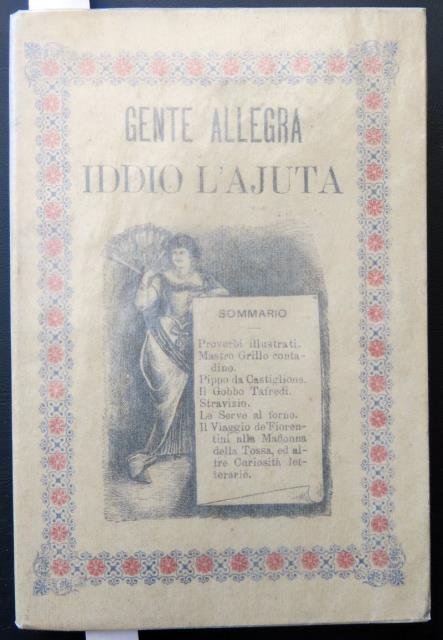 GENTE ALLEGRA
IDDIO L'AJUTA
SOMMARIO
Proverbi illustrati.
Mastro Grillo conta-
dino.
Pippo da Castiglione.
Il Gobbo Tafredi.
Stravizio.
Le Serve al forno.
Il Viaggio de' Fioren-
tini alla Madonna
della Tossa, ed al-
tre Curiosità let-
terarie.